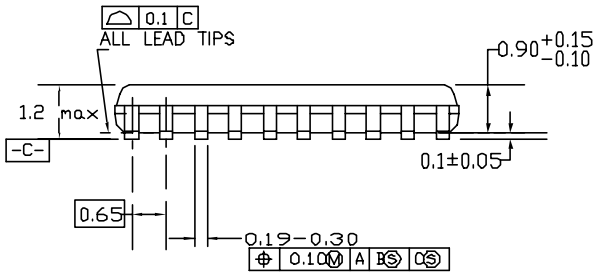 0.1 C
ALL LEAD TIPS
0.90 +0.15 -0.10
1.2 max
-C-
0.1±0.05
0.65
0.19-0.30
0.10Ⓜ A BⓈ CⓈ